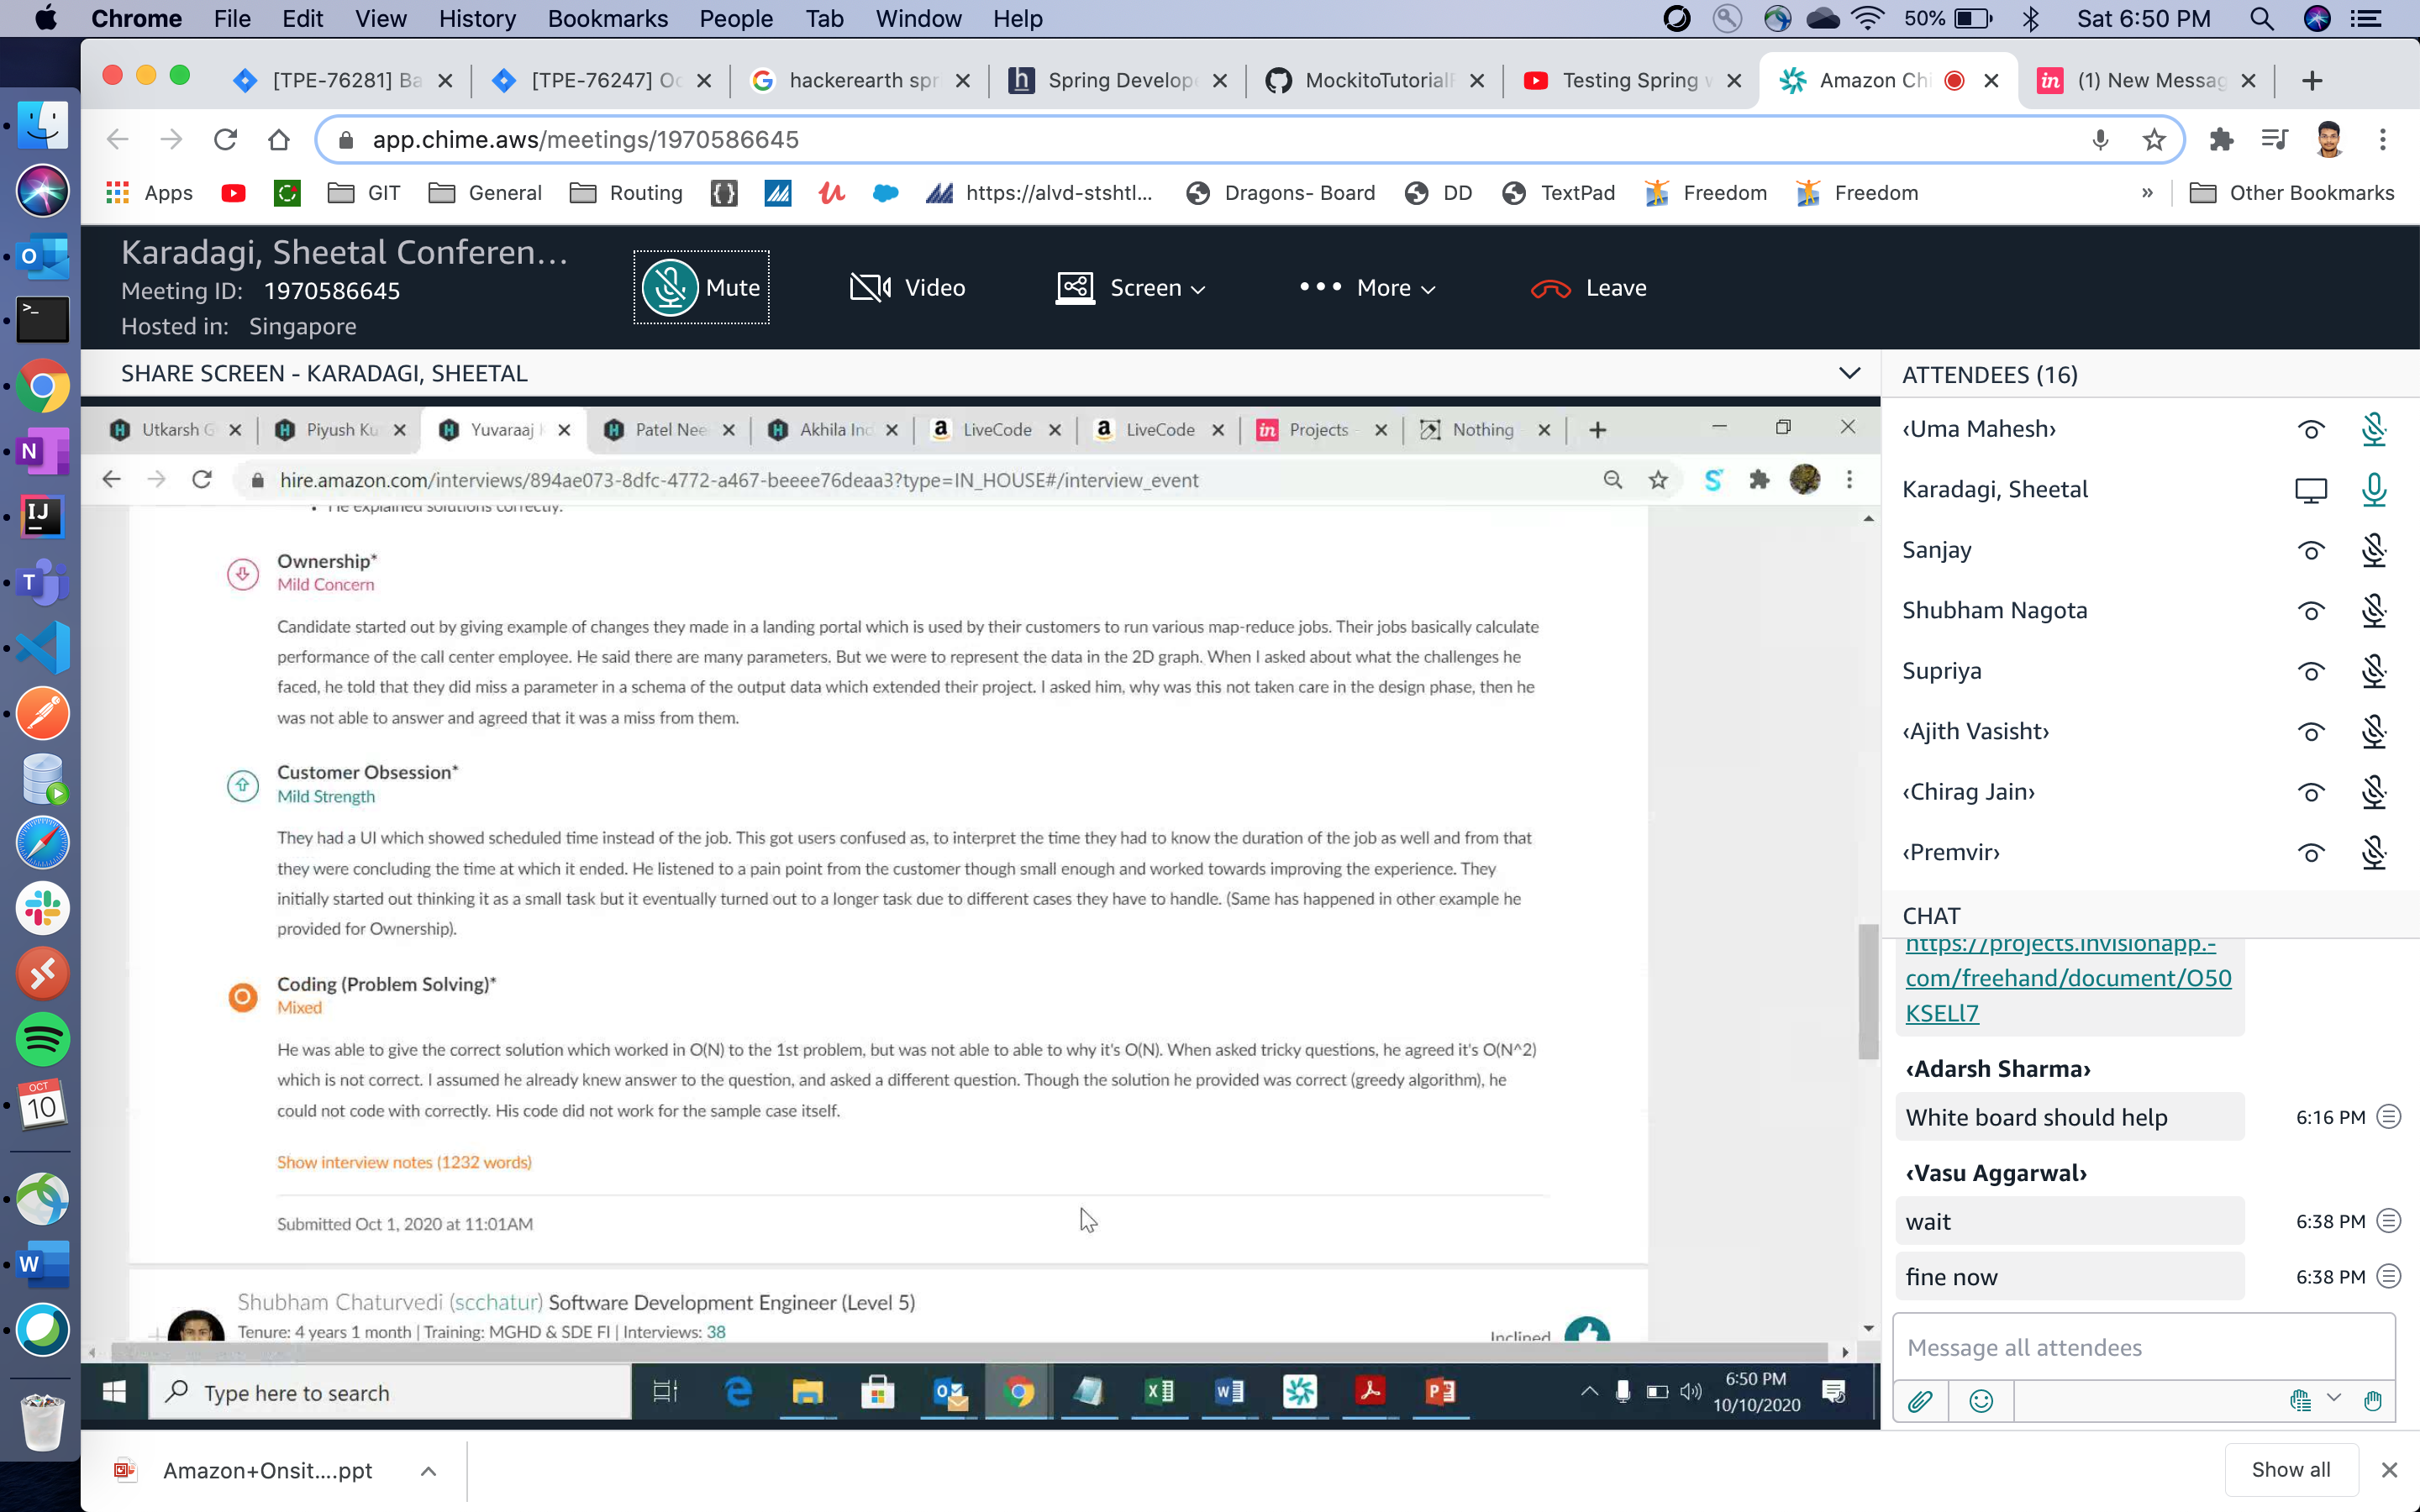 Chrome File Edit View History Bookmarks People Tab Window Help 50% Sat 6:50 PM
[TPE-76281] Ba [TPE-76247] Oc hackerearth spr Spring Develope MockitoTutorial Testing Spring Amazon Chi (1) New Messag
app.chime.aws/meetings/1970586645
Apps GIT General Routing https://alvd-stshtl... Dragons- Board DD TextPad Freedom Freedom » Other Bookmarks
Karadagi, Sheetal Conferen...
Meeting ID: 1970586645
Hosted in: Singapore
Mute Video Screen More Leave
SHARE SCREEN - KARADAGI, SHEETAL
Utkarsh G Piyush Ku Yuvaraaj Patel Nee Akhila Ind LiveCode LiveCode Projects Nothing
hire.amazon.com/interviews/894ae073-8dfc-4772-a467-beeee76deaa3?type=IN_HOUSE#/interview_event
• He explained solutions correctly.
Ownership*
Mild Concern
Candidate started out by giving example of changes they made in a landing portal which is used by their customers to run various map-reduce jobs. Their jobs basically calculate
performance of the call center employee. He said there are many parameters. But we were to represent the data in the 2D graph. When I asked about what the challenges he
faced, he told that they did miss a parameter in a schema of the output data which extended their project. I asked him, why was this not taken care in the design phase, then he
was not able to answer and agreed that it was a miss from them.
Customer Obsession*
Mild Strength
They had a UI which showed scheduled time instead of the job. This got users confused as, to interpret the time they had to know the duration of the job as well and from that
they were concluding the time at which it ended. He listened to a pain point from the customer though small enough and worked towards improving the experience. They
initially started out thinking it as a small task but it eventually turned out to a longer task due to different cases they have to handle. (Same has happened in other example he
provided for Ownership).
Coding (Problem Solving)*
Mixed
He was able to give the correct solution which worked in O(N) to the 1st problem, but was not able to able to why it's O(N). When asked tricky questions, he agreed it's O(N^2)
which is not correct. I assumed he already knew answer to the question, and asked a different question. Though the solution he provided was correct (greedy algorithm), he
could not code with correctly. His code did not work for the sample case itself.
Show interview notes (1232 words)
Submitted Oct 1, 2020 at 11:01AM
Shubham Chaturvedi (scchatur) Software Development Engineer (Level 5)
Tenure: 4 years 1 month | Training: MGHD & SDE FI | Interviews: 38
Inclined
Type here to search
6:50 PM
10/10/2020
ATTENDEES (16)
‹Uma Mahesh›
Karadagi, Sheetal
Sanjay
Shubham Nagota
Supriya
‹Ajith Vasisht›
‹Chirag Jain›
‹Premvir›
CHAT
https://projects.invisionapp.-
com/freehand/document/O50
KSELl7
‹Adarsh Sharma›
White board should help 6:16 PM
‹Vasu Aggarwal›
wait 6:38 PM
fine now 6:38 PM
Message all attendees
OCT
10
Amazon+Onsit....ppt
Show all